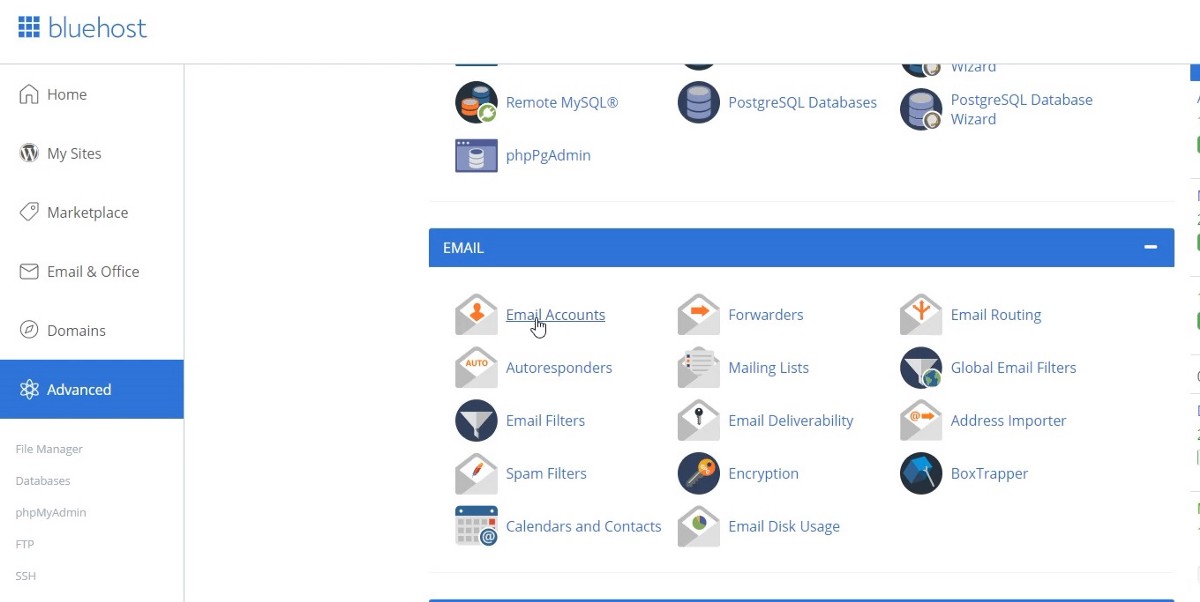 bluehost
Home
My Sites
Marketplace
Email & Office
Domains
Advanced
File Manager
Databases
phpMyAdmin
FTP
SSH
Wizard
Remote MySQL®
PostgreSQL Databases
PostgreSQL Database
Wizard
phpPgAdmin
EMAIL
Email Accounts
Forwarders
Email Routing
AUTO
Autoresponders
Mailing Lists
Global Email Filters
Email Filters
Email Deliverability
@
Address Importer
Spam Filters
Encryption
BoxTrapper
@
Calendars and Contacts
Email Disk Usage